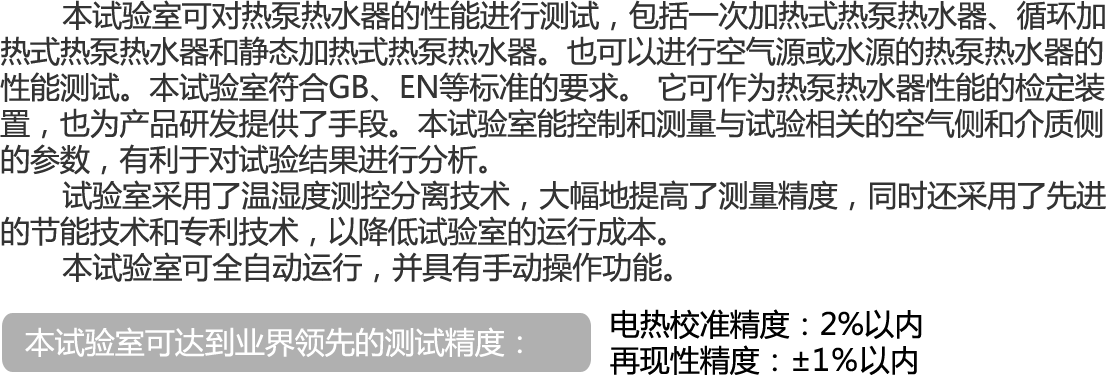 本试验室可对热泵热水器的性能进行测试，包括一次加热式热泵热水器、循环加
热式热泵热水器和静态加热式热泵热水器。也可以进行空气源或水源的热泵热水器的
性能测试。本试验室符合GB、EN等标准的要求。 它可作为热泵热水器性能的检定装
置，也为产品研发提供了手段。本试验室能控制和测量与试验相关的空气侧和介质侧
的参数，有利于对试验结果进行分析。
试验室采用了温湿度测控分离技术，大幅地提高了测量精度，同时还采用了先进
的节能技术和专利技术，以降低试验室的运行成本。
本试验室可全自动运行，并具有手动操作功能。
本试验室可达到业界领先的测试精度：
电热校准精度：2%以内
再现性精度：±1%以内